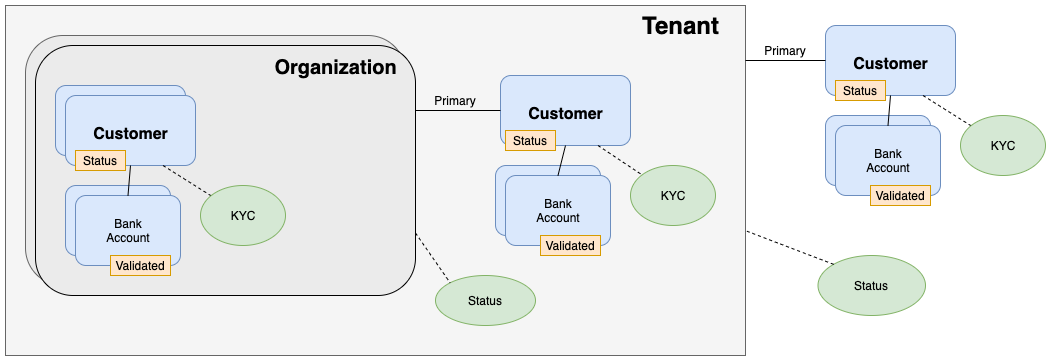 Tenant
Organization
Customer
Status
KYC
Bank
Account
Validated
Primary
Customer
Status
KYC
Bank
Account
Validated
Status
Primary
Customer
Status
KYC
Bank
Account
Validated
Status